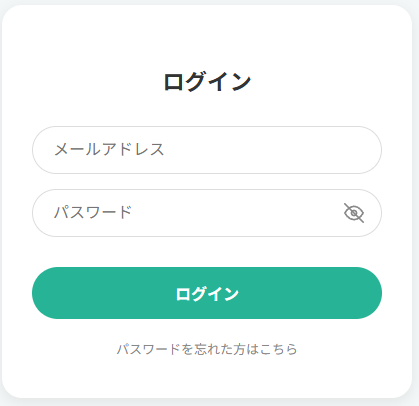 ログイン
メールアドレス
パスワード
ログイン
パスワードを忘れた方はこちら